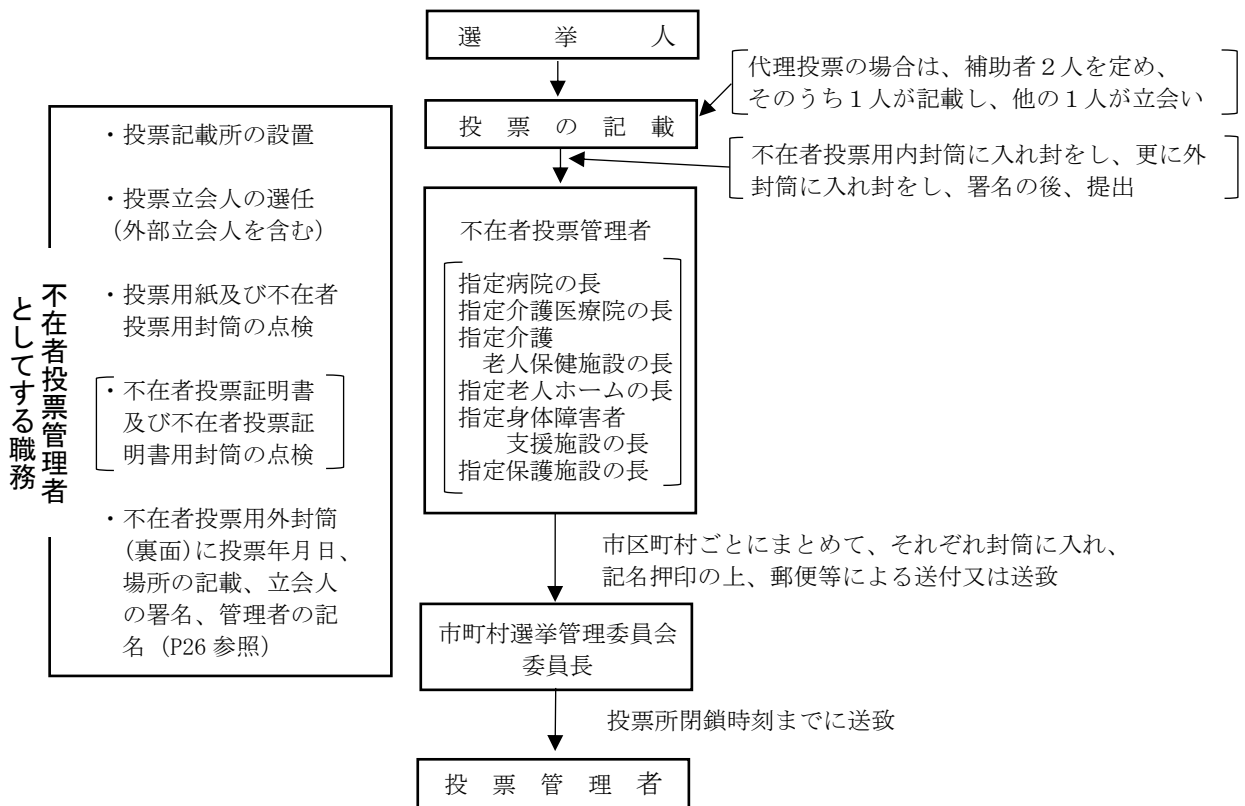 選挙人
代理投票の場合は、補助者２人を定め、
そのうち１人が記載し、他の１人が立会い
投票の記載
不在者投票用内封筒に入れ封をし、更に外
封筒に入れ封をし、署名の後、提出
不在者投票管理者
としてする職務
・投票記載所の設置
・投票立会人の選任
(外部立会人を含む)
・投票用紙及び不在者
投票用封筒の点検
・不在者投票証明書
及び不在者投票証
明書用封筒の点検
・不在者投票用外封筒
(裏面)に投票年月日、
場所の記載、立会人
の署名、管理者の記
名（P26 参照）
不在者投票管理者
指定病院の長
指定介護医療院の長
指定介護
老人保健施設の長
指定老人ホームの長
指定身体障害者
支援施設の長
指定保護施設の長
市区町村ごとにまとめて、それぞれ封筒に入れ、
記名押印の上、郵便等による送付又は送致
市町村選挙管理委員会
委員長
投票所閉鎖時刻までに送致
投票管理者